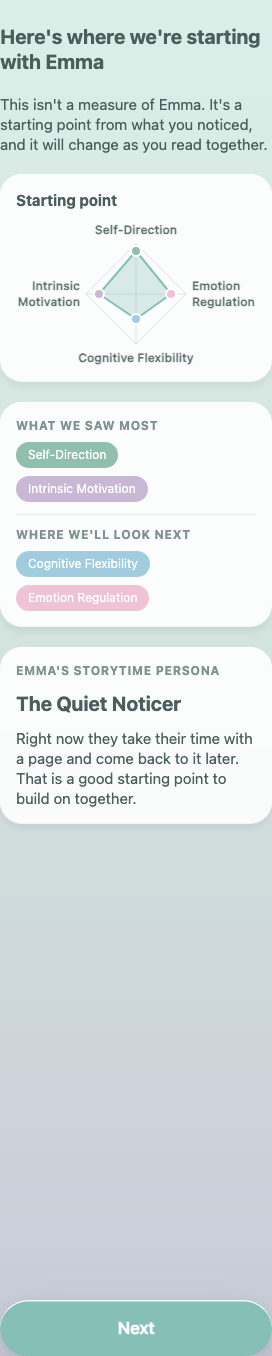 Here's where we're starting
with Emma
This isn't a measure of Emma. It's a
starting point from what you noticed,
and it will change as you read together.
Starting point
Self-Direction
Intrinsic
Motivation
Emotion
Regulation
Cognitive Flexibility
WHAT WE SAW MOST
Self-Direction
Intrinsic Motivation
WHERE WE'LL LOOK NEXT
Cognitive Flexibility
Emotion Regulation
EMMA'S STORYTIME PERSONA
The Quiet Noticer
Right now they take their time with
a page and come back to it later.
That is a good starting point to
build on together.
Next